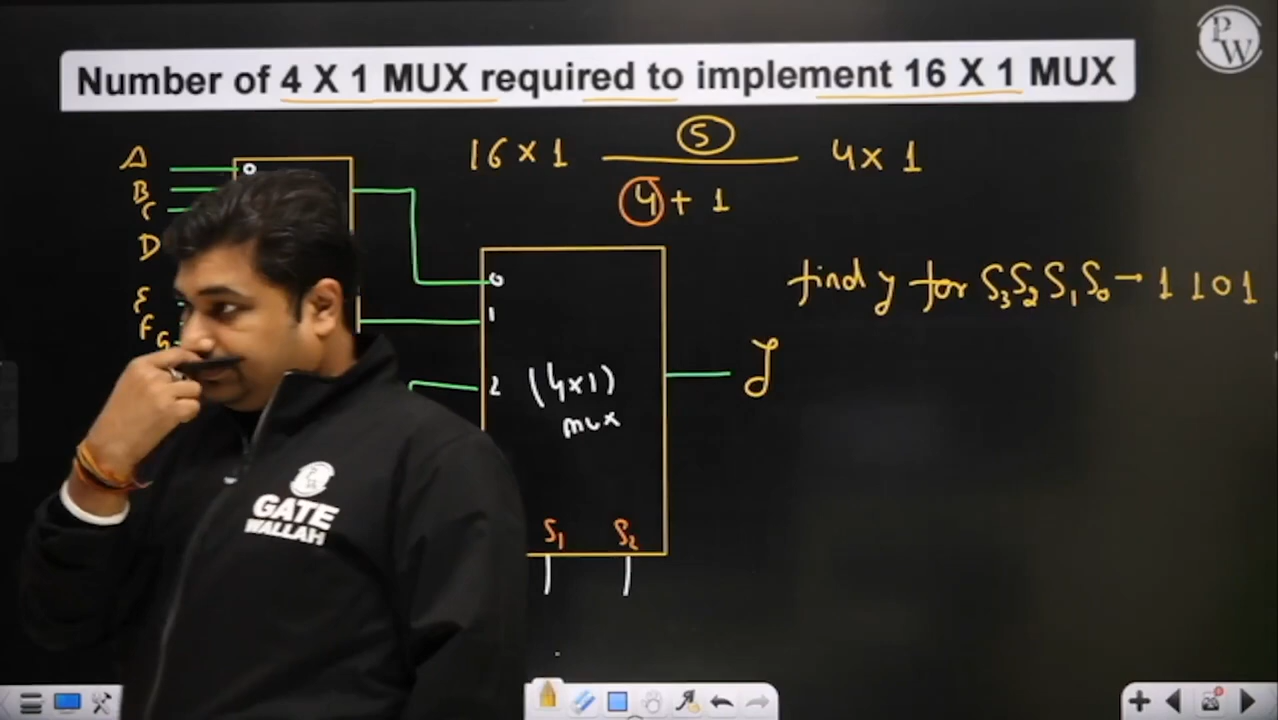 PW
Number of 4 X 1 MUX required to implement 16 X 1 MUX
16 × 1 5 4 × 1
4 + 1
A
B
C
D
E
F
G
0
0
1
2
(4×1)
mux
S1 S2
y
find y for S3S2S1S0 → 1 1 0 1
PW
GATE
WALLAH